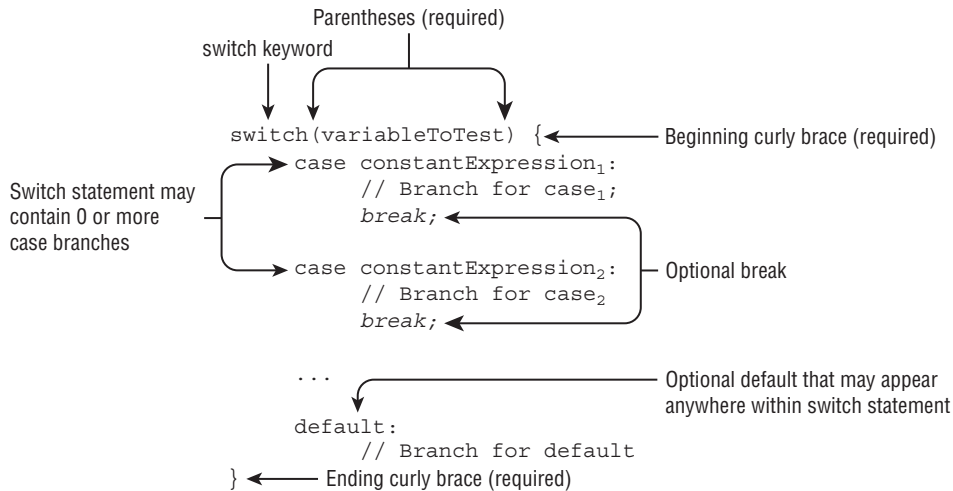 Parentheses (required)
switch keyword
switch(variableToTest) {
Beginning curly brace (required)
case constantExpression₁:
// Branch for case₁;
break;
Switch statement may
contain 0 or more
case branches
case constantExpression₂:
// Branch for case₂
break;
Optional break
...
Optional default that may appear
anywhere within switch statement
default:
// Branch for default
}
Ending curly brace (required)